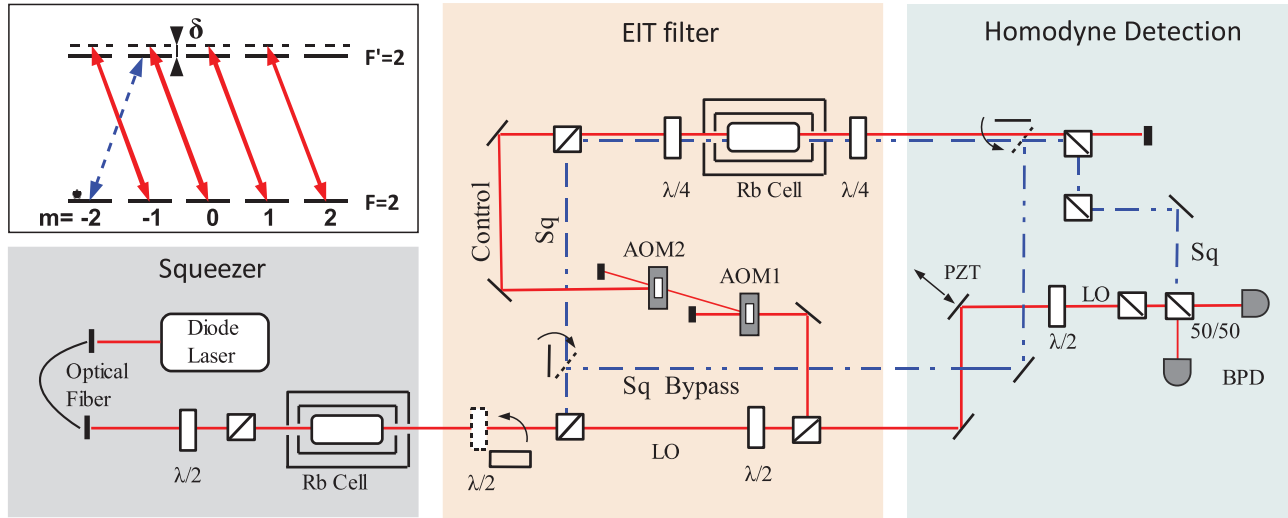 δ
F'=2
F=2
m= -2 -1 0 1 2
Squeezer
Diode
Laser
Optical
Fiber
λ/2
Rb Cell
EIT filter
λ/4
Rb Cell
λ/4
Control
Sq
AOM2
AOM1
Sq Bypass
λ/2
LO
λ/2
Homodyne Detection
Sq
PZT
LO
λ/2
50/50
BPD